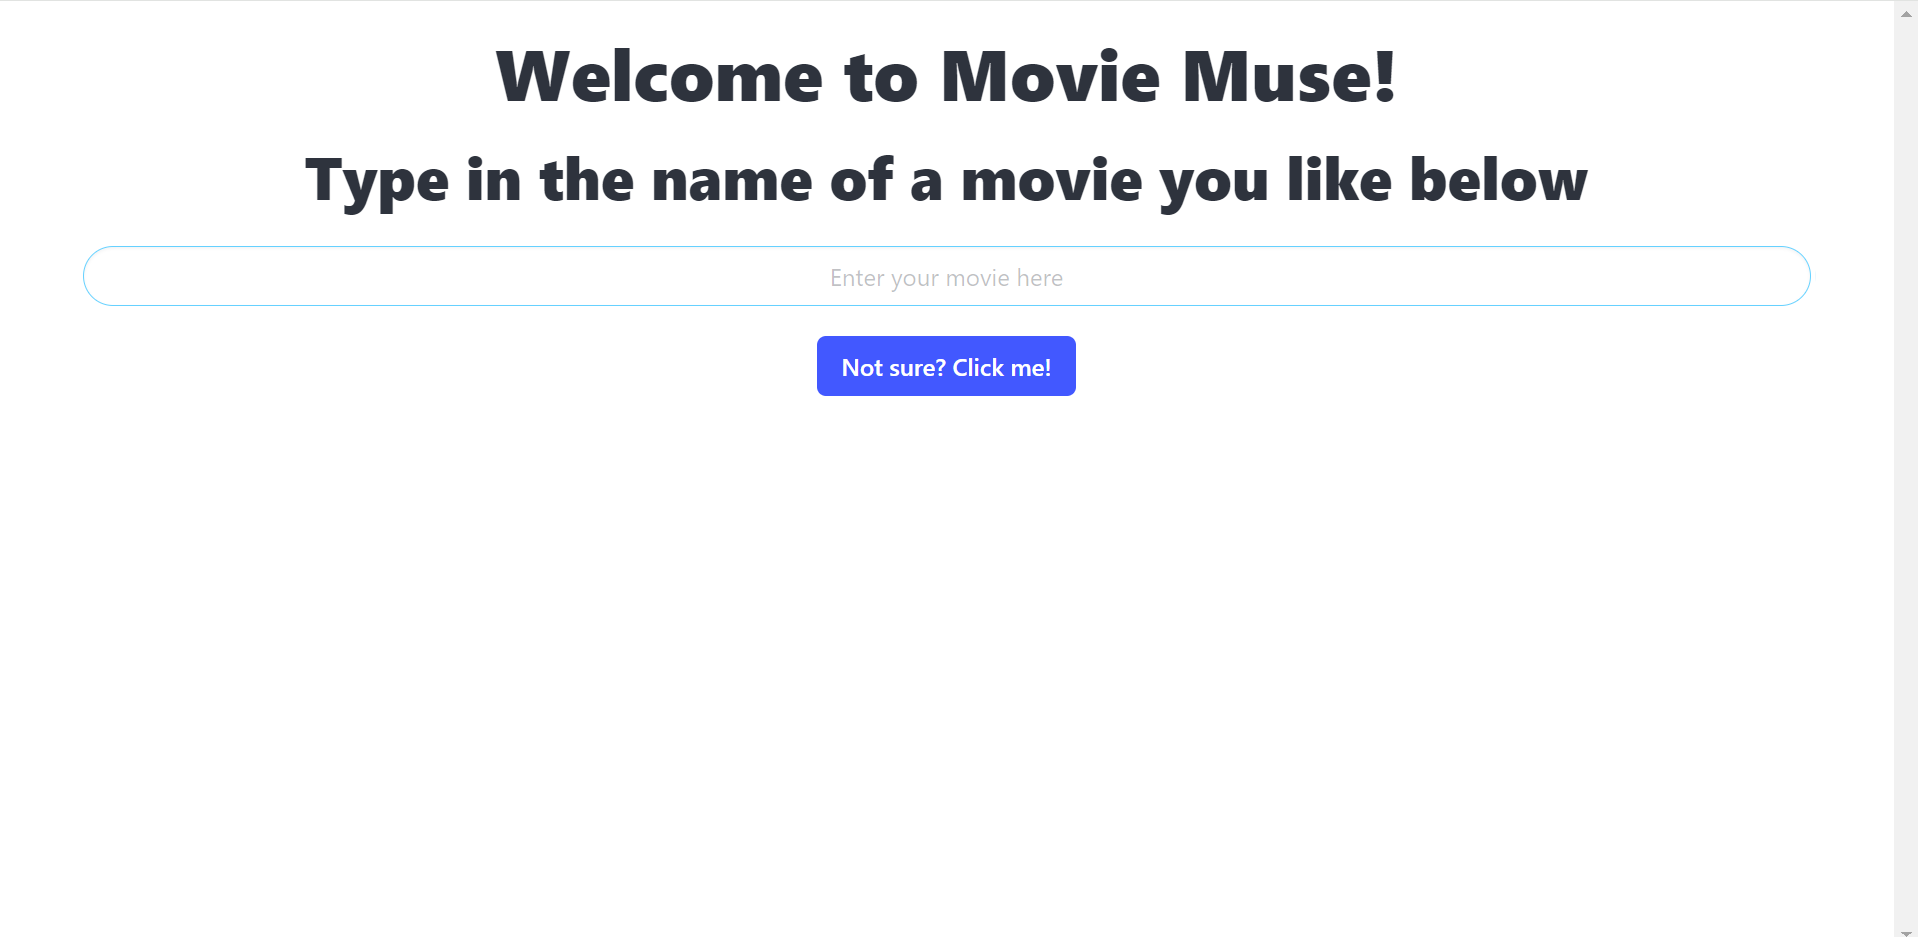 Welcome to Movie Muse!
Type in the name of a movie you like below
Enter your movie here
Not sure? Click me!